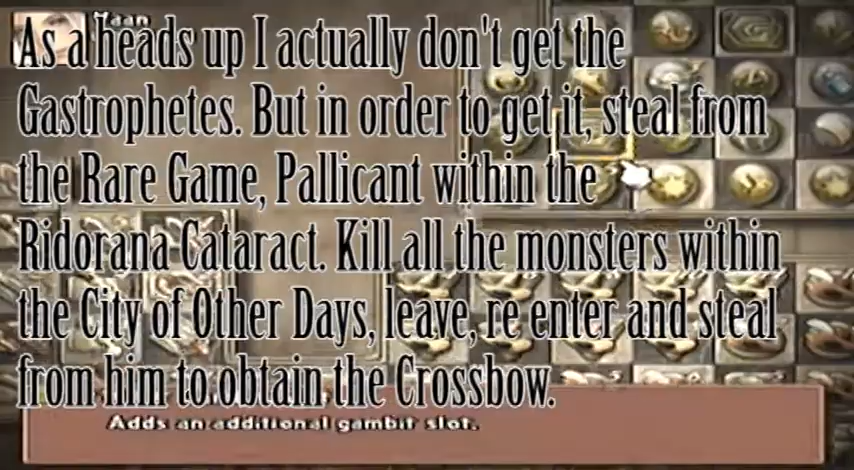 Vaan
As a heads up I actually don't get the
Gastrophetes. But in order to get it, steal from
the Rare Game, Pallicant within the
Ridorana Cataract. Kill all the monsters within
the City of Other Days, leave, re enter and steal
from him to obtain the Crossbow.
Adds an additional gambit slot.